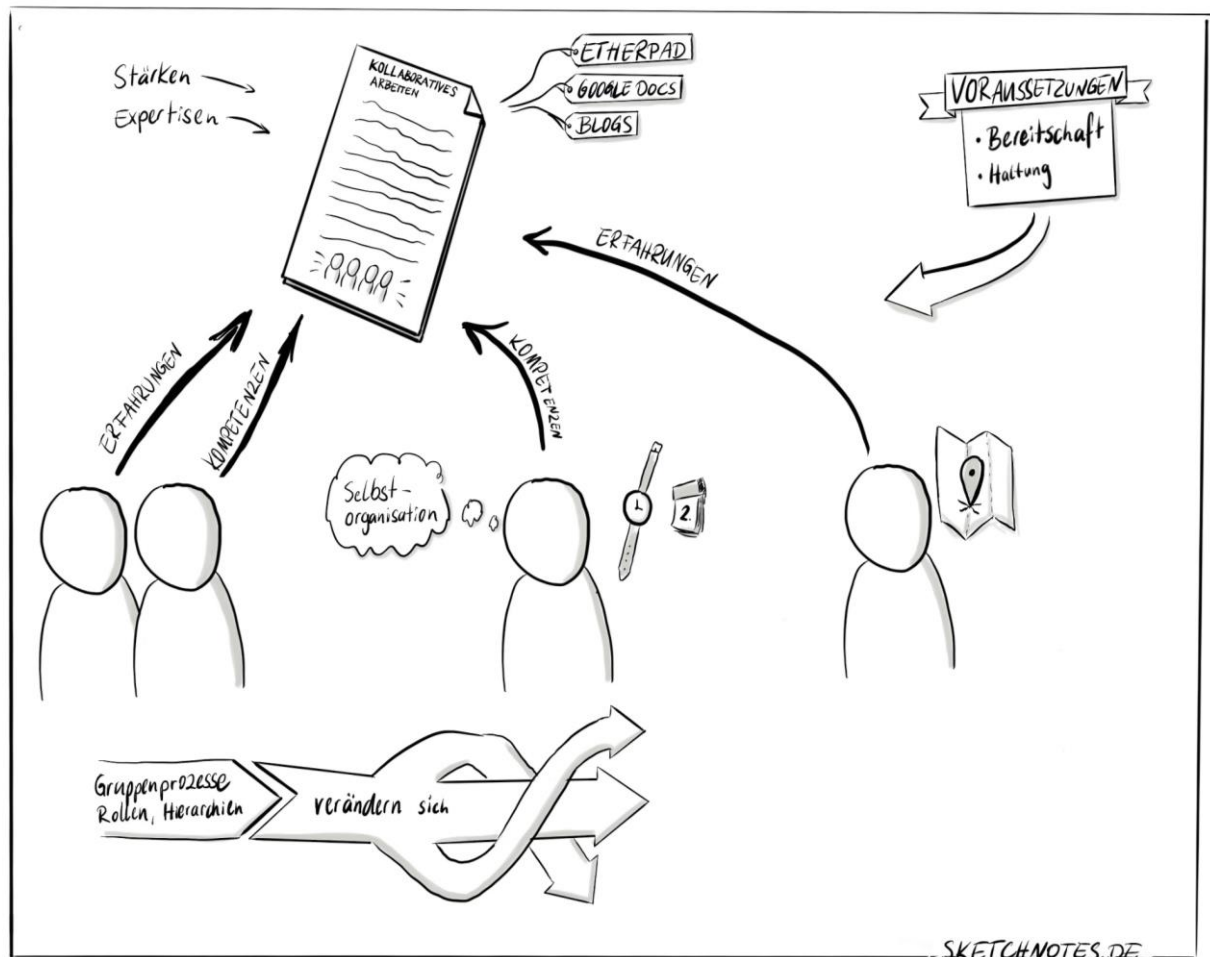 Stärken
Expertisen
KOLLABORATIVES
ARBEITEN
ETHERPAD
GOOGLE DOCS
BLOGS
VORAUSSETZUNGEN
• Bereitschaft
• Haltung
ERFAHRUNGEN
KOMPETENZEN
KOMPETENZEN
ERFAHRUNGEN
Selbst-
organisation
2.
Gruppenprozesse
Rollen, Hierarchien
verändern sich
SKETCHNOTES.DE